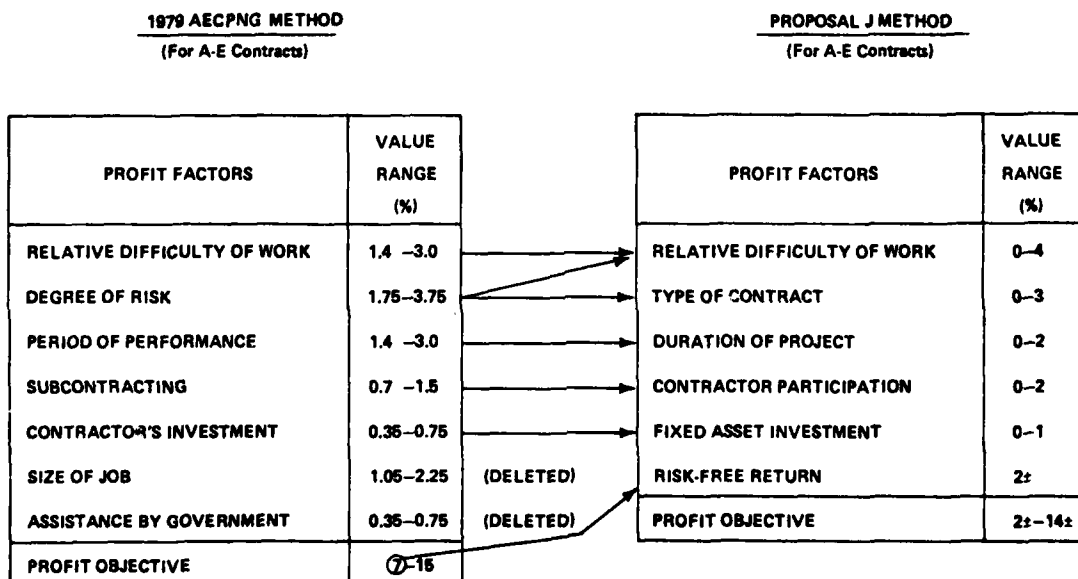 1979 AECPNG METHOD
(For A-E Contracts)
PROFIT FACTORS
VALUE
RANGE
(%)
RELATIVE DIFFICULTY OF WORK 1.4 –3.0
DEGREE OF RISK 1.75–3.75
PERIOD OF PERFORMANCE 1.4 –3.0
SUBCONTRACTING 0.7 –1.5
CONTRACTOR'S INVESTMENT 0.35–0.75
SIZE OF JOB 1.05–2.25 (DELETED)
ASSISTANCE BY GOVERNMENT 0.35–0.75 (DELETED)
PROFIT OBJECTIVE 7–15
PROPOSAL J METHOD
(For A-E Contracts)
PROFIT FACTORS
VALUE
RANGE
(%)
RELATIVE DIFFICULTY OF WORK 0–4
TYPE OF CONTRACT 0–3
DURATION OF PROJECT 0–2
CONTRACTOR PARTICIPATION 0–2
FIXED ASSET INVESTMENT 0–1
RISK-FREE RETURN 2±
PROFIT OBJECTIVE 2±–14±